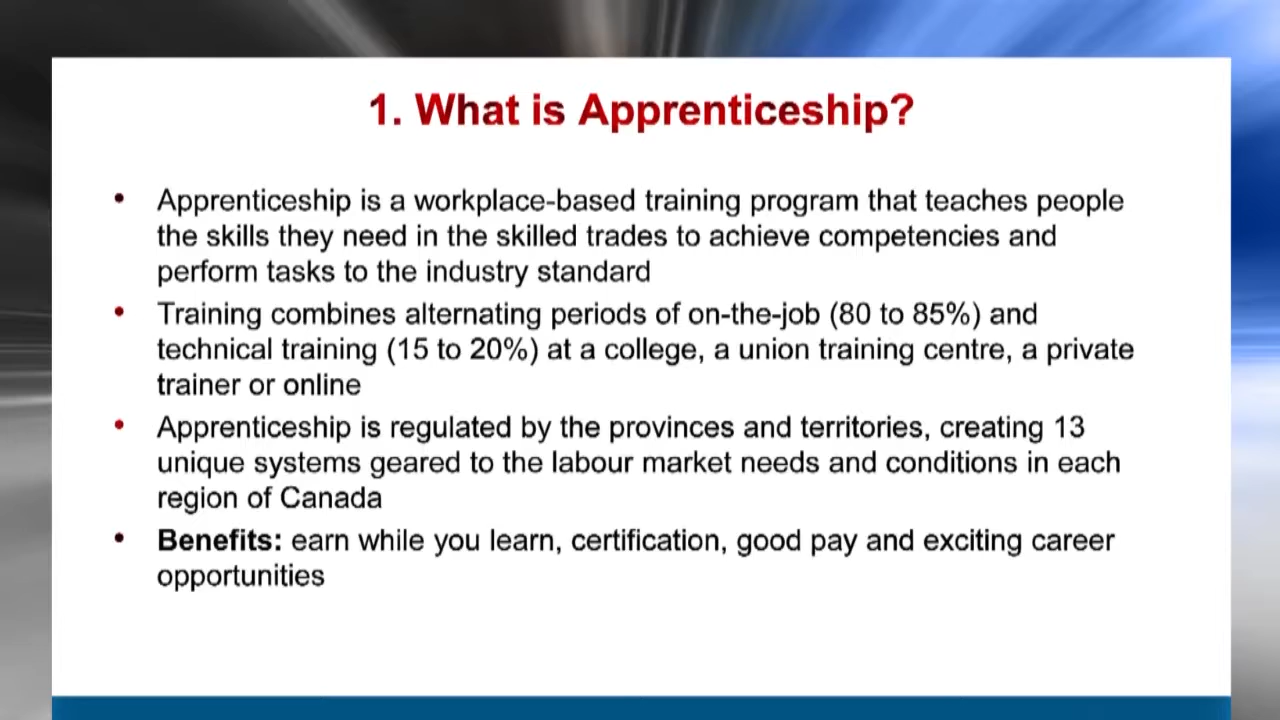 1. What is Apprenticeship?
• Apprenticeship is a workplace-based training program that teaches people
the skills they need in the skilled trades to achieve competencies and
perform tasks to the industry standard
• Training combines alternating periods of on-the-job (80 to 85%) and
technical training (15 to 20%) at a college, a union training centre, a private
trainer or online
• Apprenticeship is regulated by the provinces and territories, creating 13
unique systems geared to the labour market needs and conditions in each
region of Canada
• Benefits: earn while you learn, certification, good pay and exciting career
opportunities